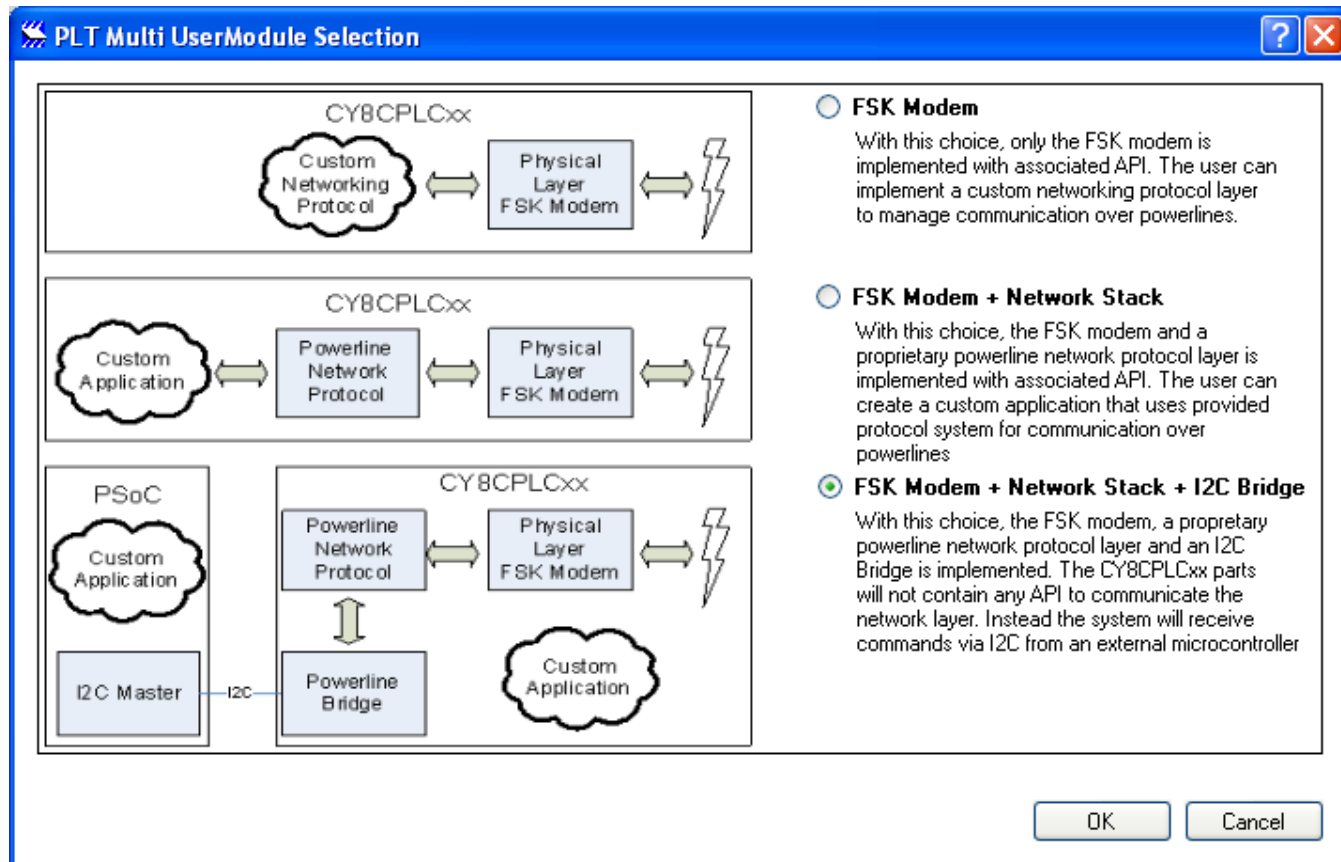 PLT Multi UserModule Selection
CY8CPLCxx
Custom
Networking
Protocol
Physical
Layer
FSK Modem
FSK Modem
With this choice, only the FSK modem is
implemented with associated API. The user can
implement a custom networking protocol layer
to manage communication over powerlines.
CY8CPLCxx
Custom
Application
Powerline
Network
Protocol
Physical
Layer
FSK Modem
FSK Modem + Network Stack
With this choice, the FSK modem and a
proprietary powerline network protocol layer is
implemented with associated API. The user can
create a custom application that uses provided
protocol system for communication over
powerlines
PSoC
Custom
Application
I2C Master
I2C
CY8CPLCxx
Powerline
Network
Protocol
Physical
Layer
FSK Modem
Powerline
Bridge
Custom
Application
FSK Modem + Network Stack + I2C Bridge
With this choice, the FSK modem, a propretary
powerline network protocol layer and an I2C
Bridge is implemented. The CY8CPLCxx parts
will not contain any API to communicate the
network layer. Instead the system will receive
commands via I2C from an external microcontroller
OK
Cancel